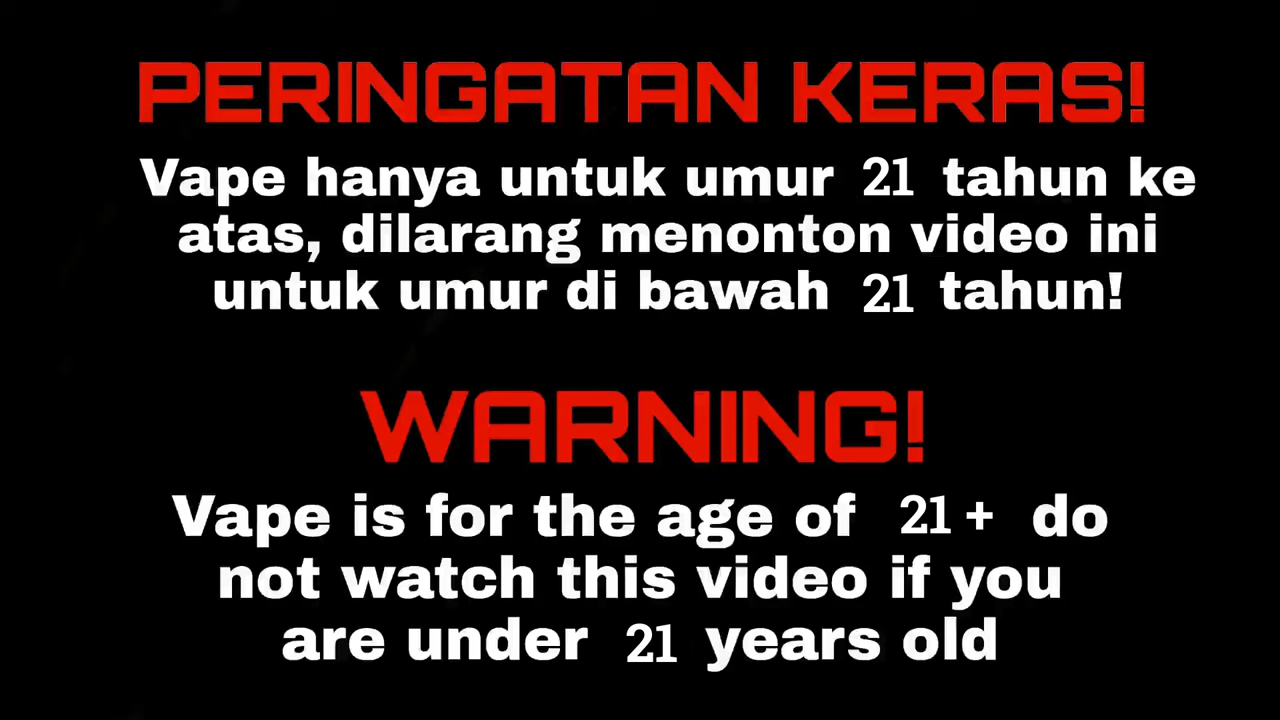 PERINGATAN KERAS!
Vape hanya untuk umur 21 tahun ke
atas, dilarang menonton video ini
untuk umur di bawah 21 tahun!
WARNING!
Vape is for the age of 21+ do
not watch this video if you
are under 21 years old